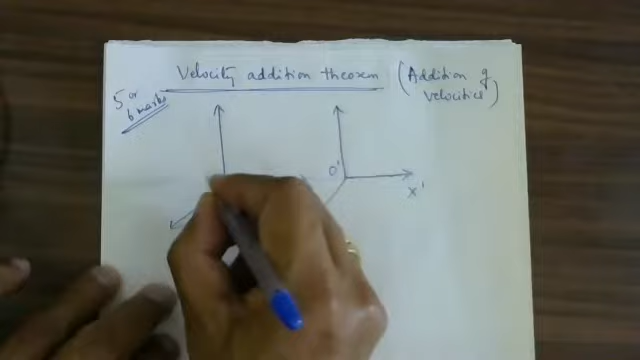 Velocity addition theorem (Addition of
velocities)
5 or
6 marks
O'
X'